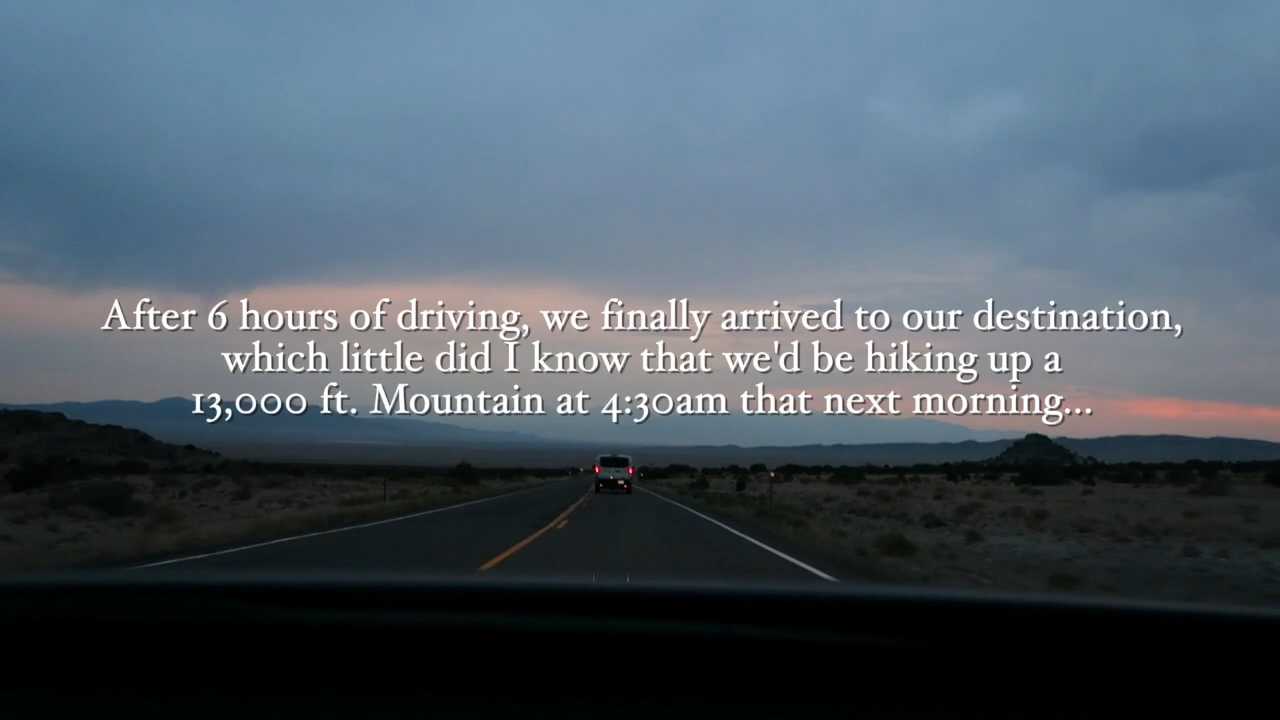 After 6 hours of driving, we finally arrived to our destination,
which little did I know that we'd be hiking up a
13,000 ft. Mountain at 4:30am that next morning...